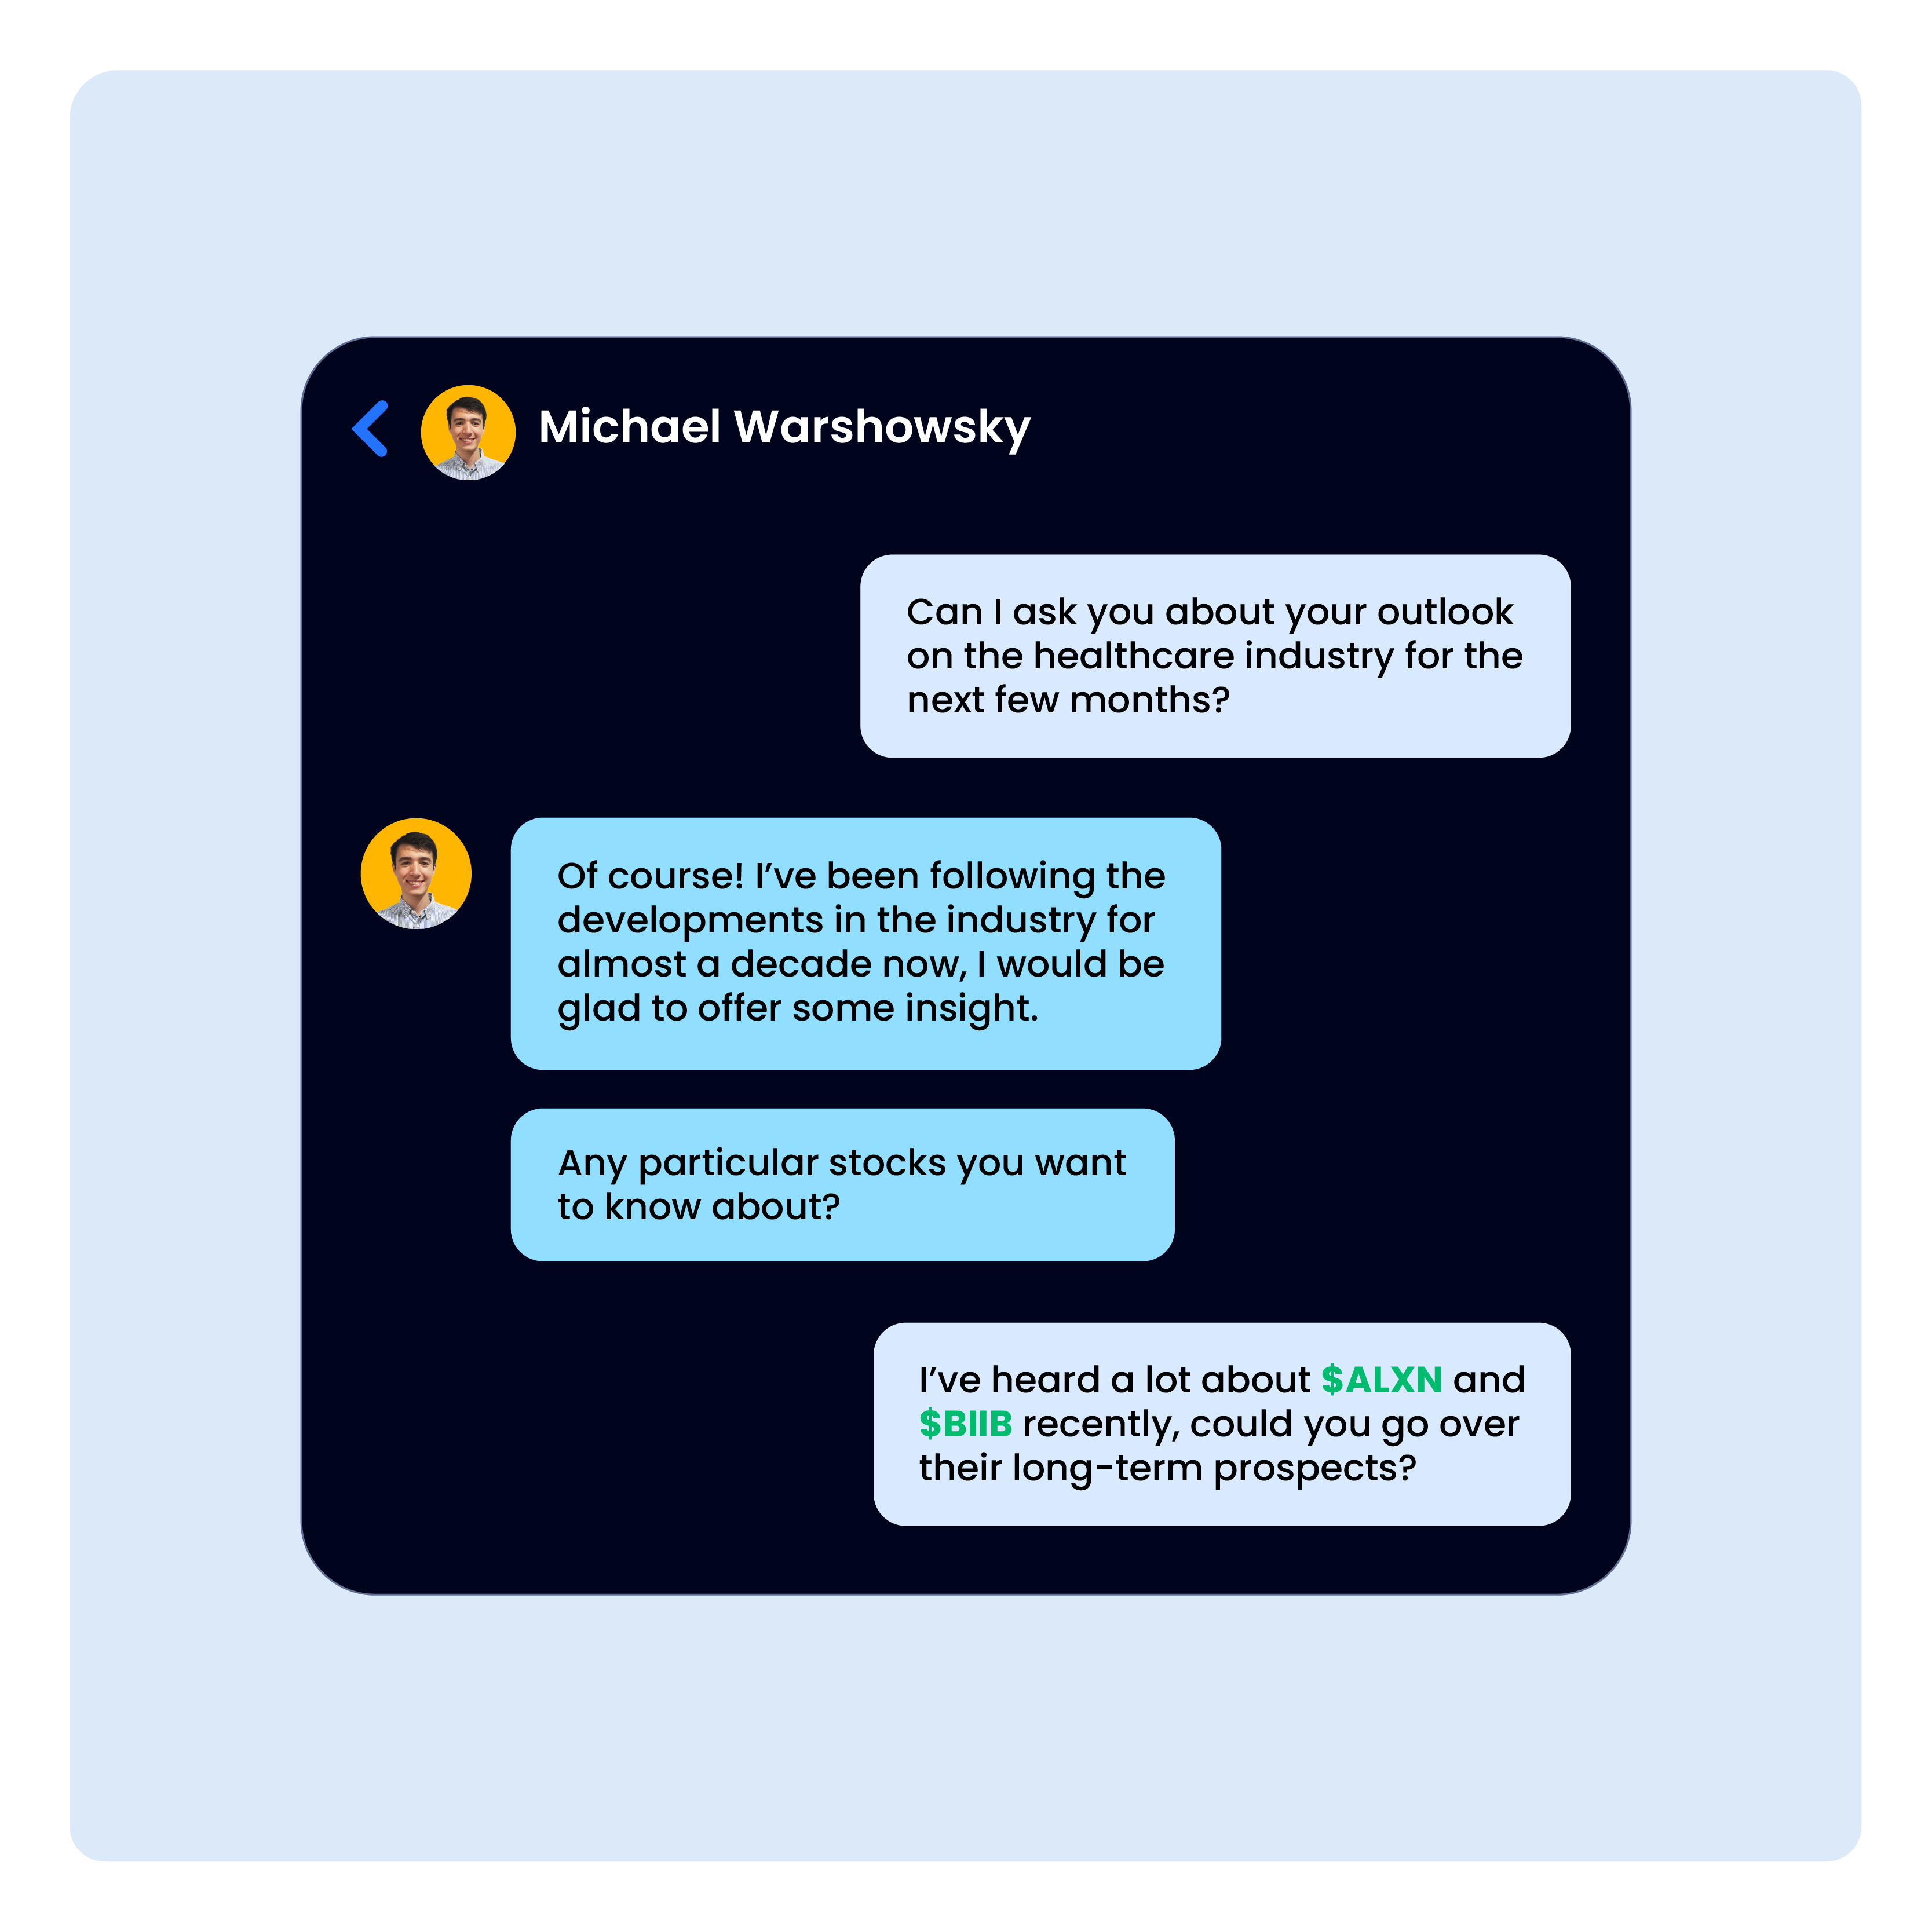 Michael Warshowsky
Can I ask you about your outlook
on the healthcare industry for the
next few months?
Of course! I’ve been following the
developments in the industry for
almost a decade now, I would be
glad to offer some insight.
Any particular stocks you want
to know about?
I’ve heard a lot about $ALXN and
$BIIB recently, could you go over
their long-term prospects?